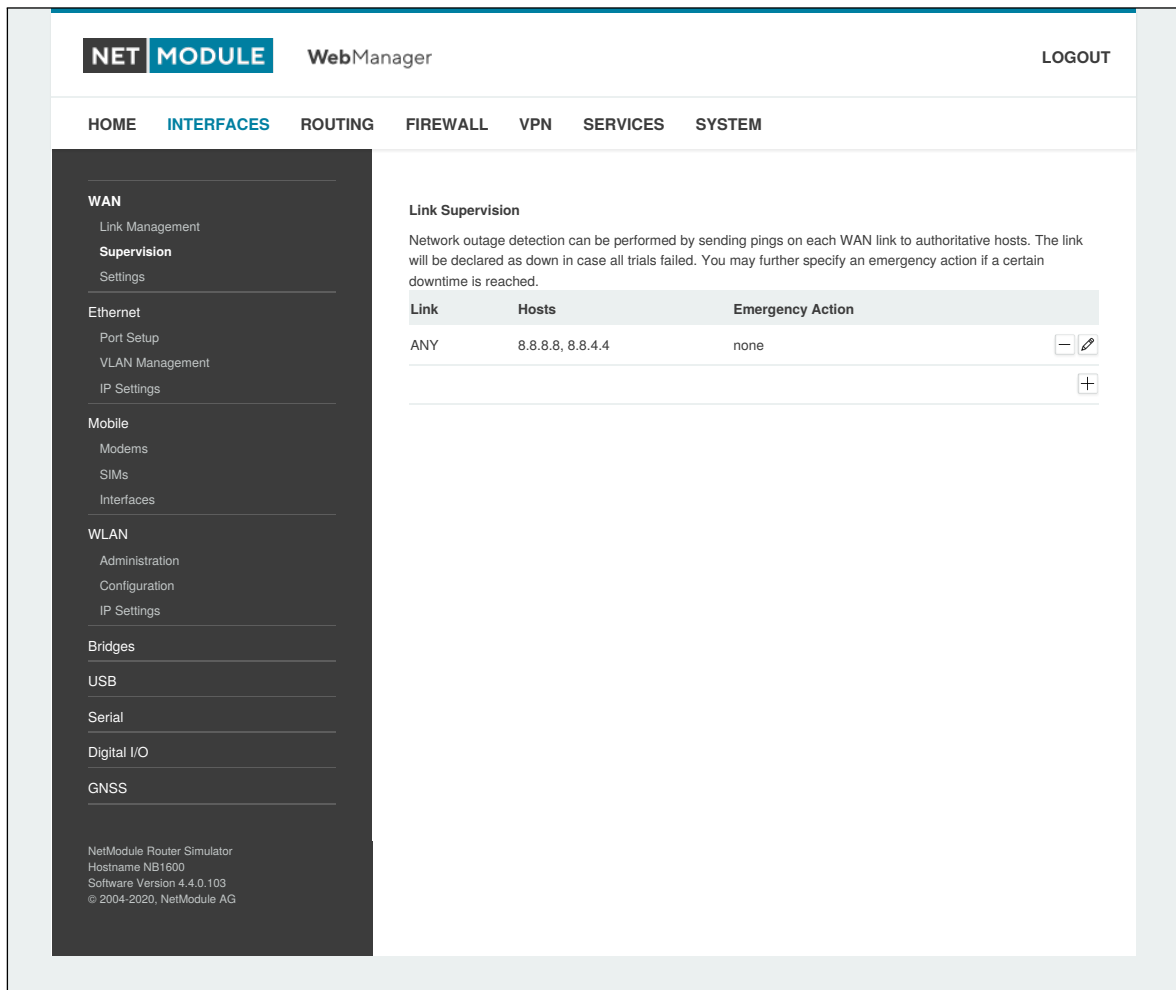 NET MODULE WebManager LOGOUT
HOME INTERFACES ROUTING FIREWALL VPN SERVICES SYSTEM
WAN
Link Management
Supervision
Settings
Ethernet
Port Setup
VLAN Management
IP Settings
Mobile
Modems
SIMs
Interfaces
WLAN
Administration
Configuration
IP Settings
Bridges
USB
Serial
Digital I/O
GNSS
NetModule Router Simulator
Hostname NB1600
Software Version 4.4.0.103
© 2004-2020, NetModule AG
Link Supervision
Network outage detection can be performed by sending pings on each WAN link to authoritative hosts. The link
will be declared as down in case all trials failed. You may further specify an emergency action if a certain
downtime is reached.
Link Hosts Emergency Action
ANY 8.8.8.8, 8.8.4.4 none